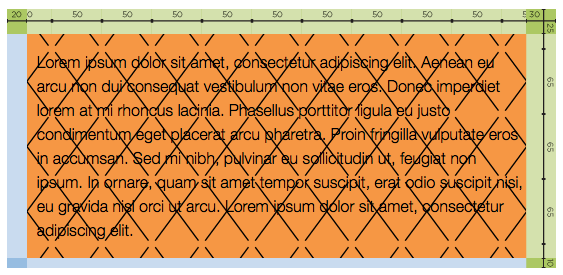 20 0 50 50 50 50 50 50 50 50 50 30
25
Lorem ipsum dolor sit amet, consectetur adipiscing elit. Aenean eu
arcu non dui consequat vestibulum non vitae eros. Donec imperdiet
65
lorem at mi rhoncus lacinia. Phasellus porttitor ligula eu justo
condimentum eget placerat arcu pharetra. Proin fringilla vulputate eros
65
in accumsan. Sed mi nibh, pulvinar eu sollicitudin ut, feugiat non
ipsum. In ornare, quam sit amet tempor suscipit, erat odio suscipit nisi,
65
eu gravida nisl orci ut arcu. Lorem ipsum dolor sit amet, consectetur
adipiscing elit.
10